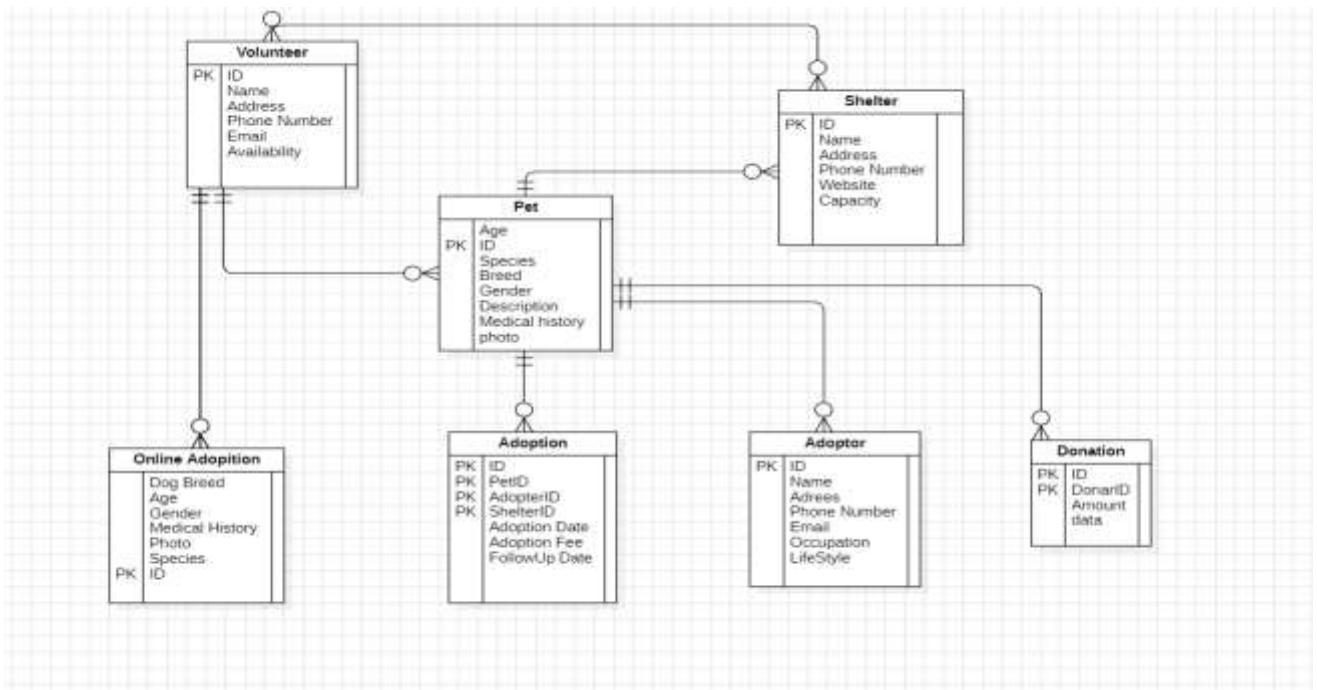 Volunteer
PK ID
Name
Address
Phone Number
Email
Availability
Shelter
PK ID
Name
Address
Phone Number
Website
Capacity
Pet
Age
PK ID
Species
Breed
Gender
Description
Medical history
photo
Online Adopition
Dog Breed
Age
Gender
Medical History
Photo
Species
PK ID
Adoption
PK ID
PK PetID
PK AdopterID
PK ShelterID
Adoption Date
Adoption Fee
FollowUp Date
Adoptor
PK ID
Name
Adrees
Phone Number
Email
Occupation
LifeStyle
Donation
PK ID
PK DonarID
Amount
data